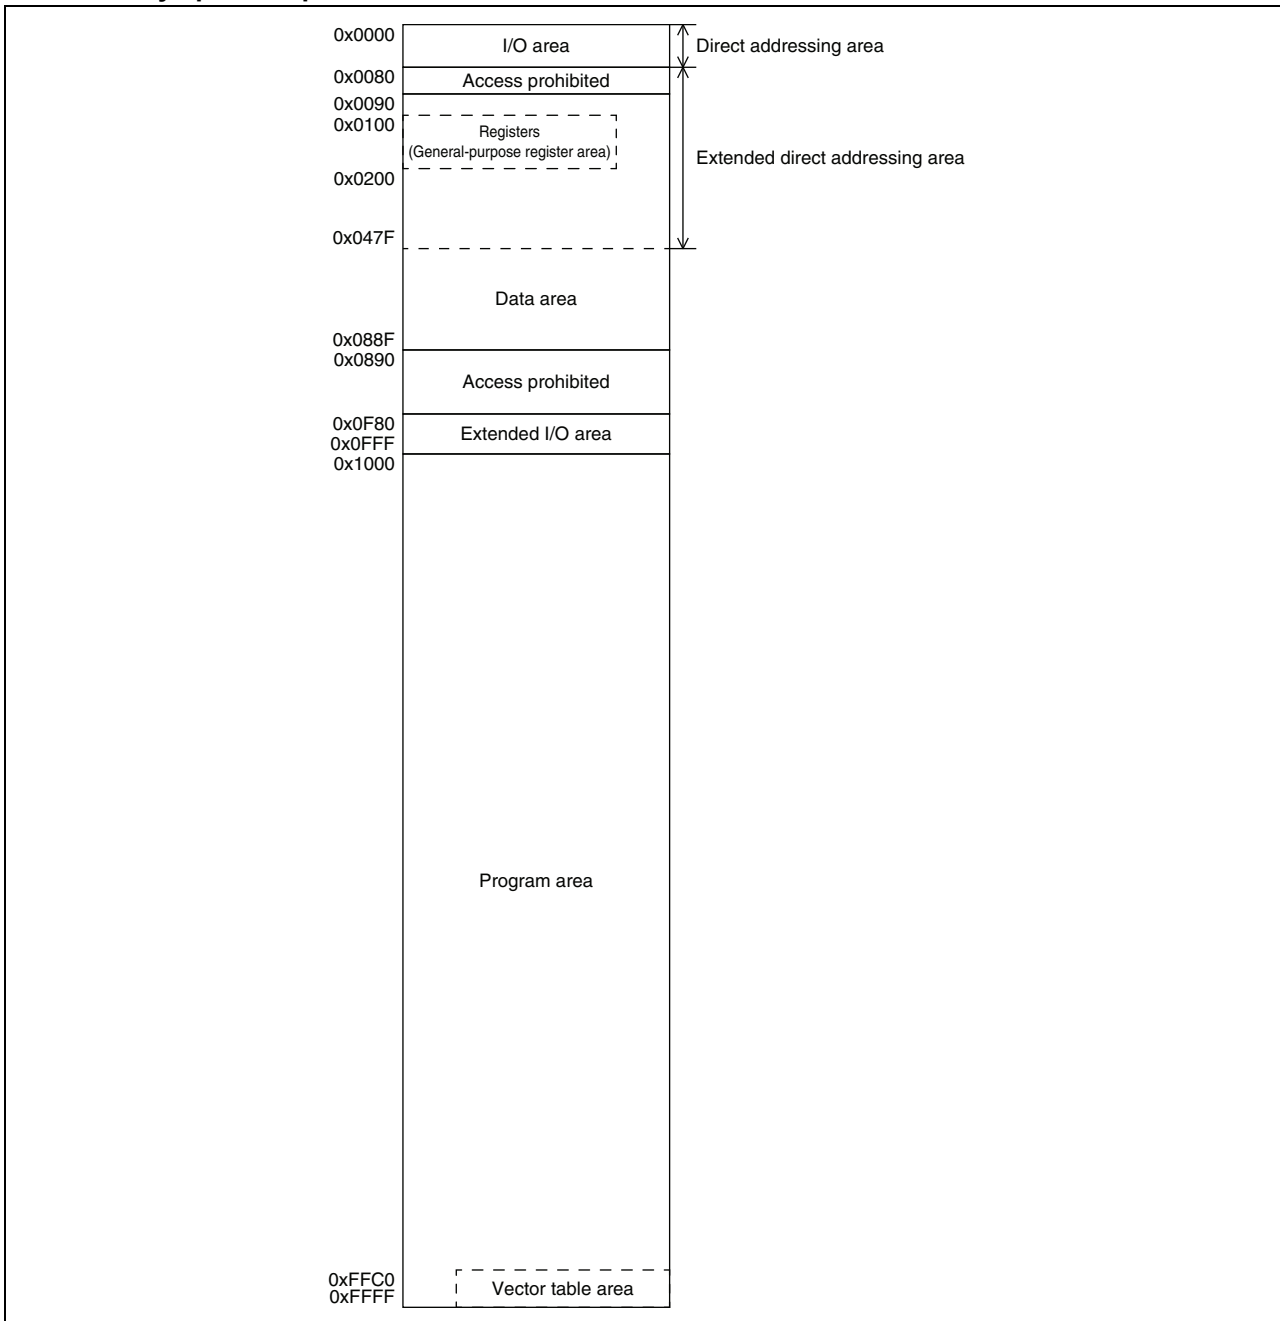 0x0000
I/O area
Direct addressing area
0x0080
Access prohibited
0x0090
0x0100
Registers
(General-purpose register area)
Extended direct addressing area
0x0200
0x047F
Data area
0x088F
0x0890
Access prohibited
0x0F80
Extended I/O area
0x0FFF
0x1000
Program area
0xFFC0
Vector table area
0xFFFF